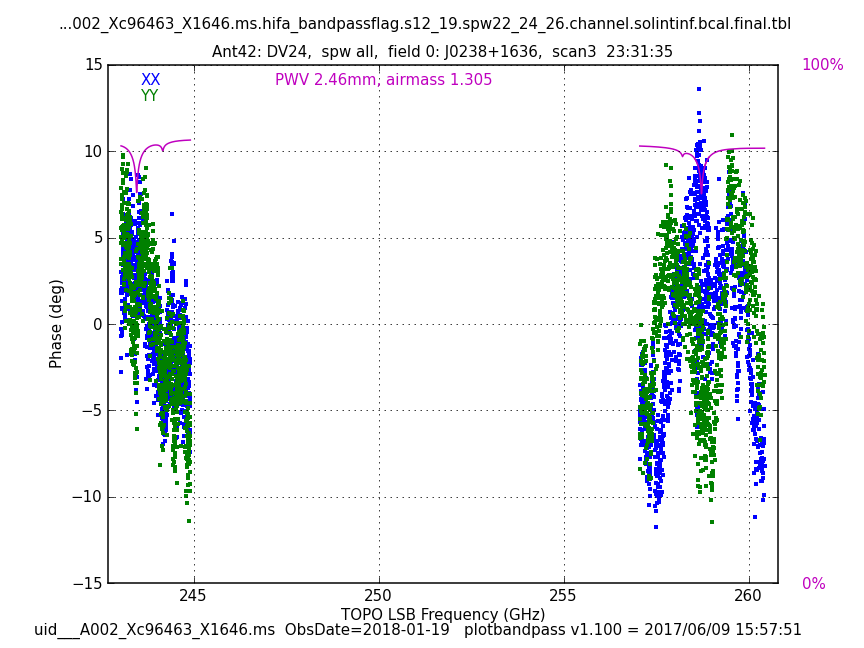 ...002_Xc96463_X1646.ms.hifa_bandpassflag.s12_19.spw22_24_26.channel.solintinf.bcal.final.tbl
Ant42: DV24,  spw all,  field 0: J0238+1636,  scan3  23:31:35
15
100%
XX
PWV 2.46mm, airmass 1.305
YY
10
5
0
Phase (deg)
−5
−10
−15
0%
245
250
255
260
TOPO LSB Frequency (GHz)
uid___A002_Xc96463_X1646.ms  ObsDate=2018-01-19   plotbandpass v1.100 = 2017/06/09 15:57:51